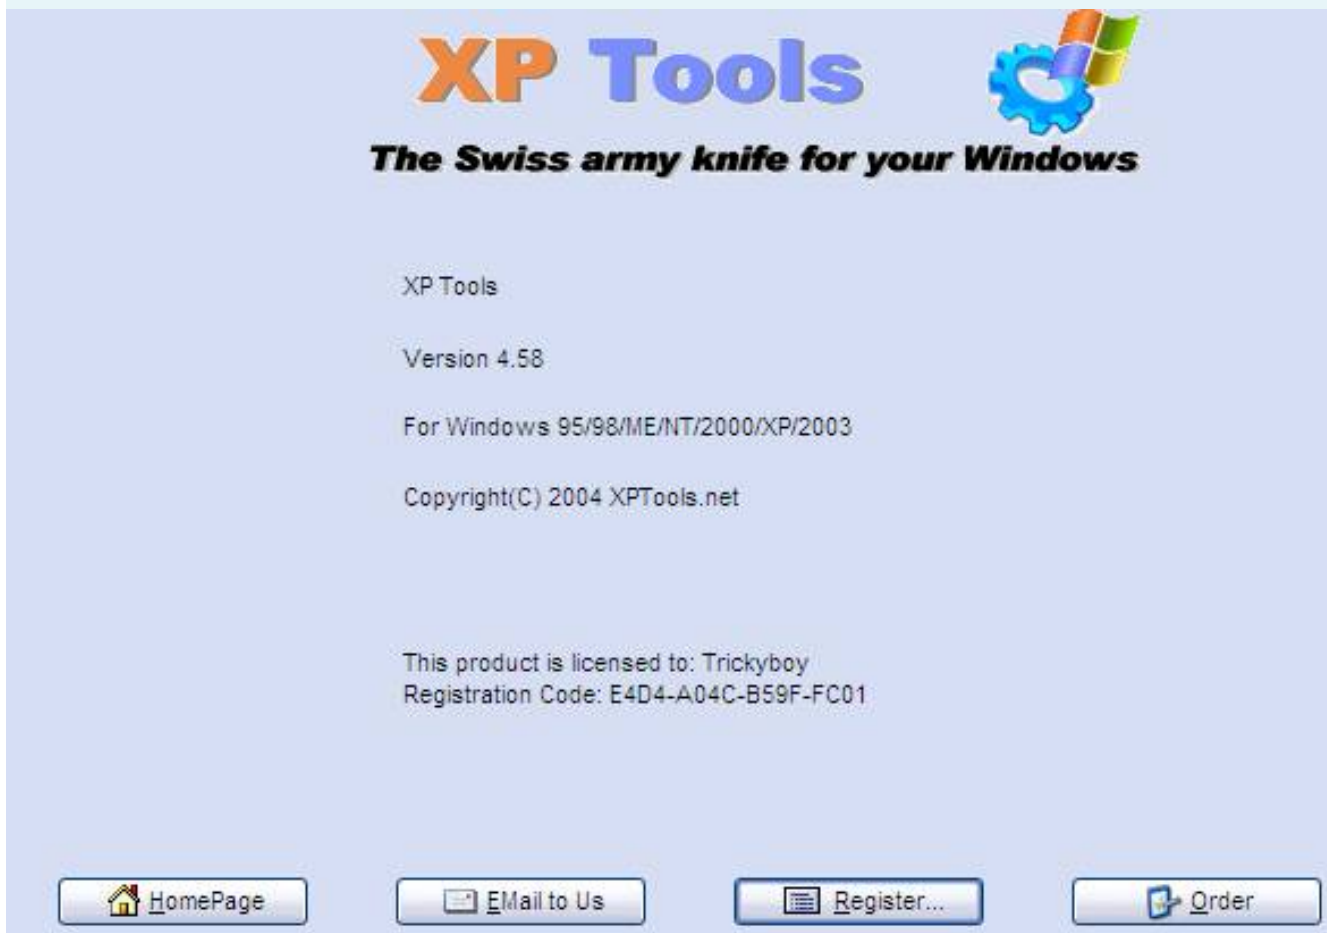 XP Tools
The Swiss army knife for your Windows
XP Tools
Version 4.58
For Windows 95/98/ME/NT/2000/XP/2003
Copyright(C) 2004 XPTools.net
This product is licensed to: Trickyboy
Registration Code: E4D4-A04C-B59F-FC01
HomePage
EMail to Us
Register...
Order